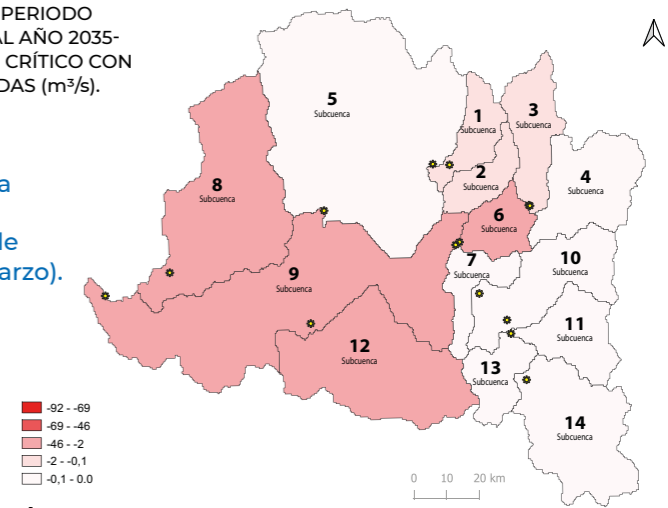 PERIODO
AL AÑO 2035-
CRÍTICO CON
DAS (m³/s).
a
de
arzo).
5
Subcuenca
1
Subcuenca
3
Subcuenca
2
Subcuenca
4
Subcuenca
8
Subcuenca
6
Subcuenca
7
Subcuenca
10
Subcuenca
9
Subcuenca
11
Subcuenca
12
Subcuenca
13
Subcuenca
14
Subcuenca
-92 - -69
-69 - -46
-46 - -2
-2 - -0,1
-0,1 - 0.0
0 10 20 km